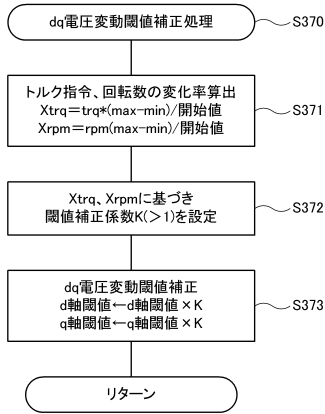 dq電圧変動閾値補正処理
S370
トルク指令、回転数の変化率算出
Xtrq=trq*(max-min)/開始値
Xrpm=rpm(max-min)/開始値
S371
Xtrq、Xrpmに基づき
閾値補正係数K(>1)を設定
S372
dq電圧変動閾値補正
d軸閾値←d軸閾値×K
q軸閾値←q軸閾値×K
S373
リターン